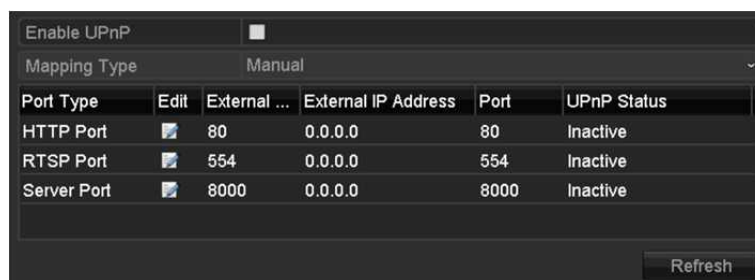 Enable UPnP
Mapping Type Manual
Port Type Edit External ... External IP Address Port UPnP Status
HTTP Port 80 0.0.0.0 80 Inactive
RTSP Port 554 0.0.0.0 554 Inactive
Server Port 8000 0.0.0.0 8000 Inactive
Refresh